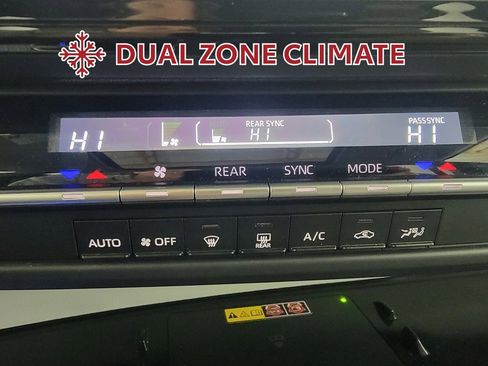 DUAL ZONE CLIMATE
REAR SYNC
PASS SYNC
HI HI HI
REAR SYNC MODE
AUTO OFF REAR A/C